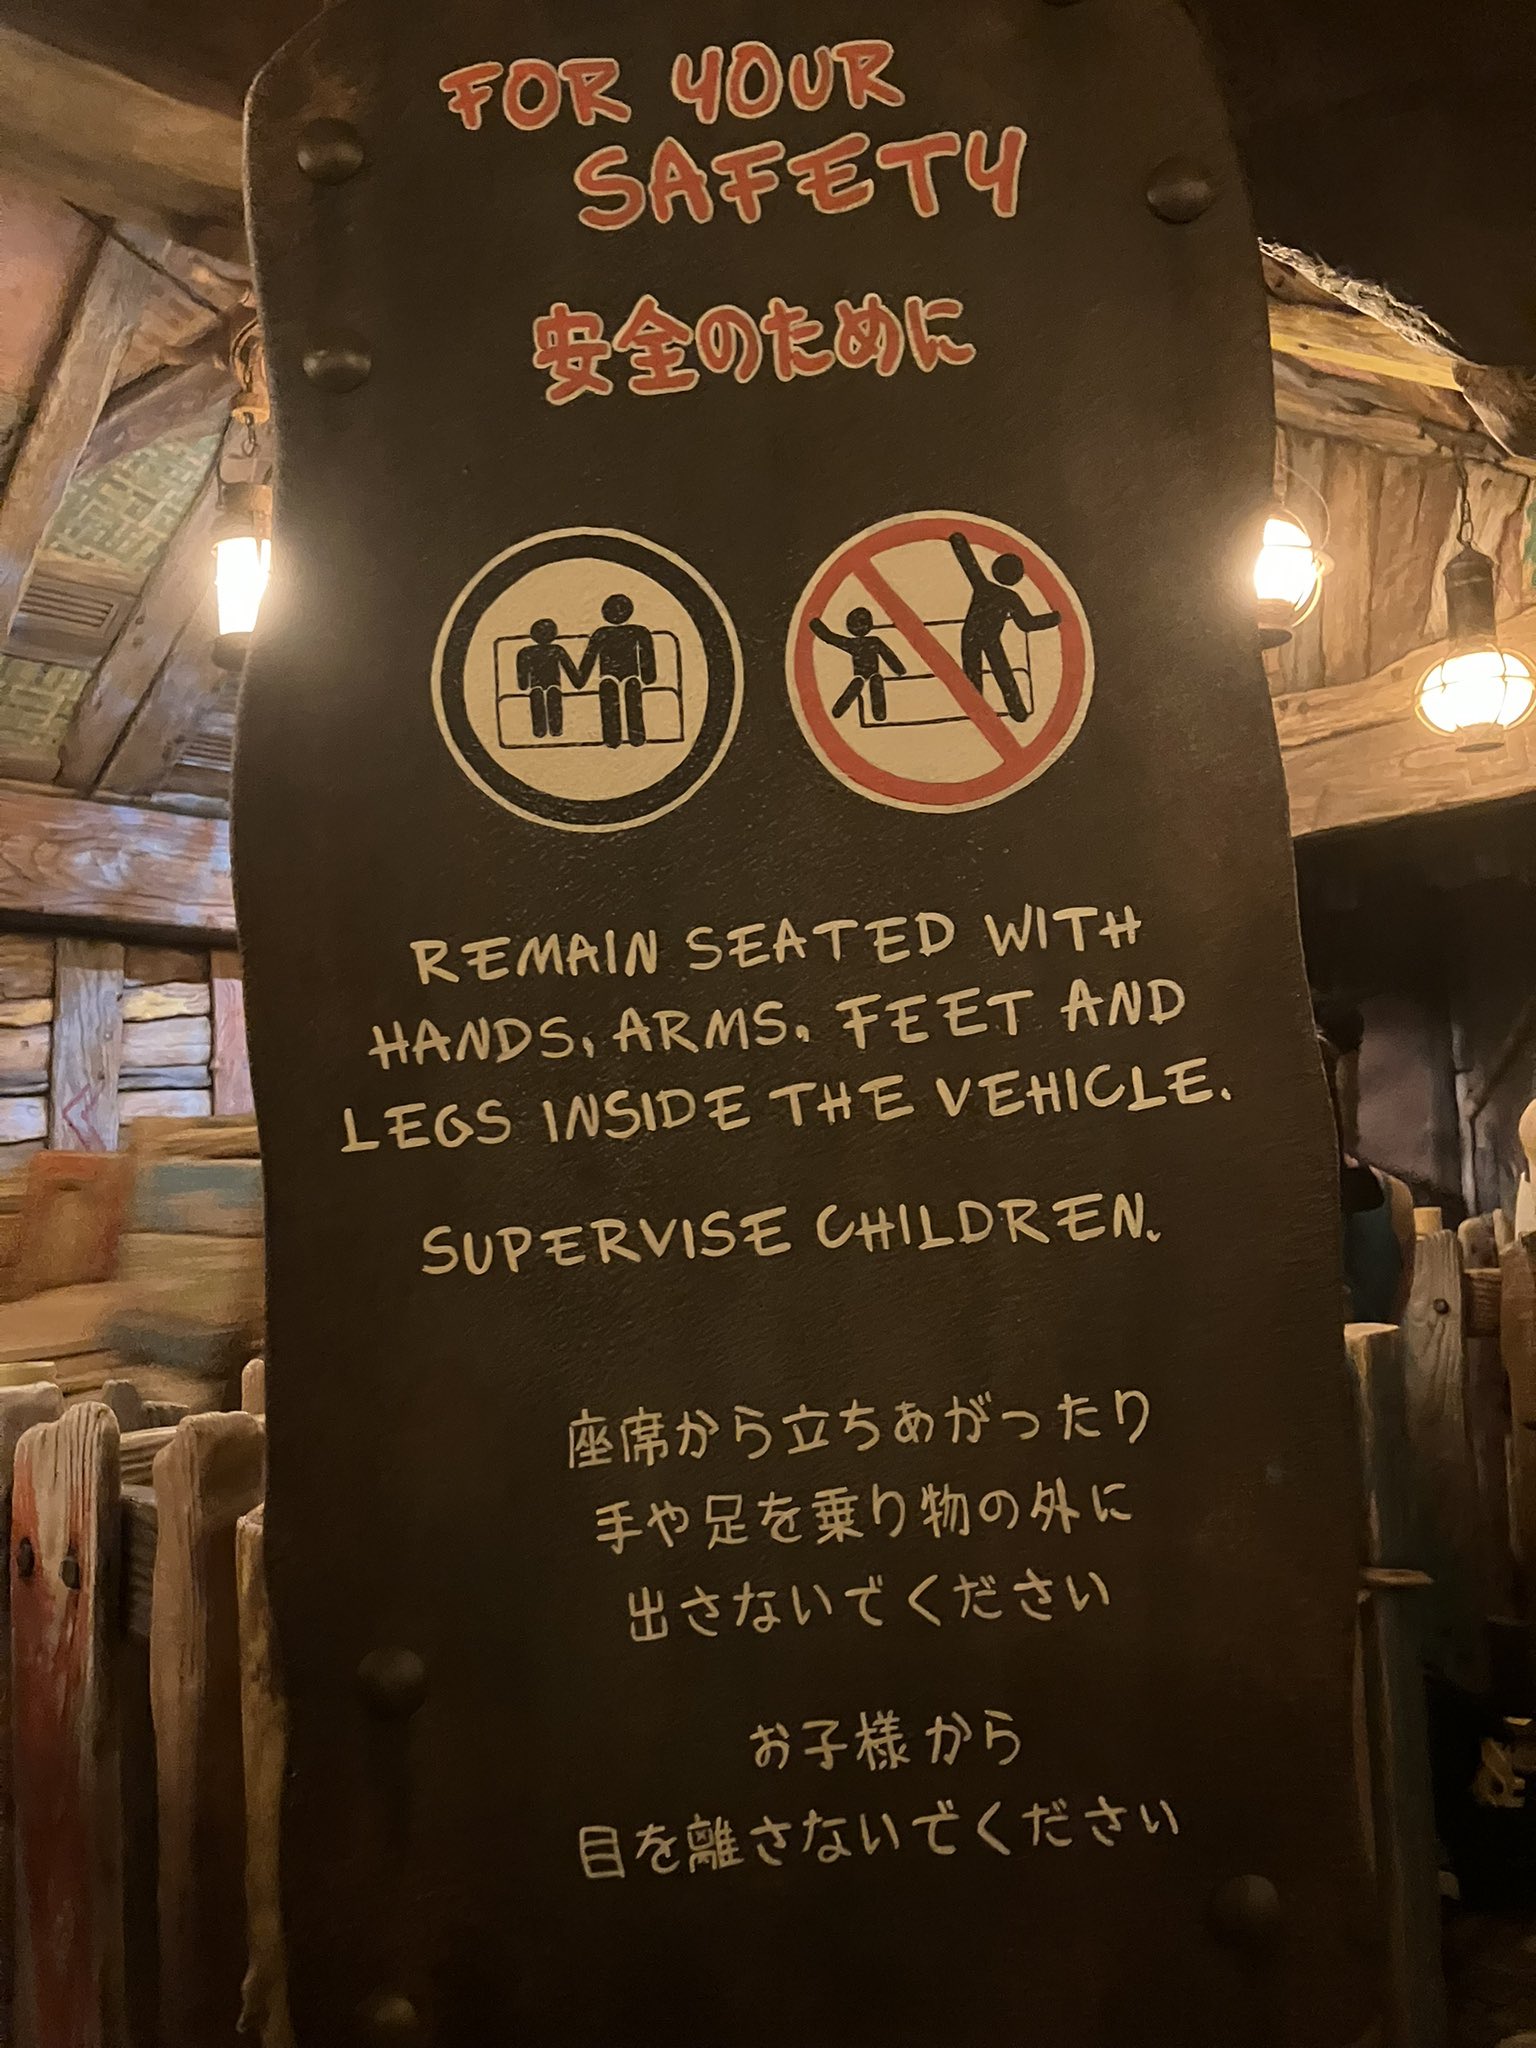 FOR YOUR
SAFETY
安全のために
REMAIN SEATED WITH
HANDS, ARMS, FEET AND
LEGS INSIDE THE VEHICLE.
SUPERVISE CHILDREN.
座席から立ちあがったり
手や足を乗り物の外に
出さないでください
お子様から
目を離さないでください